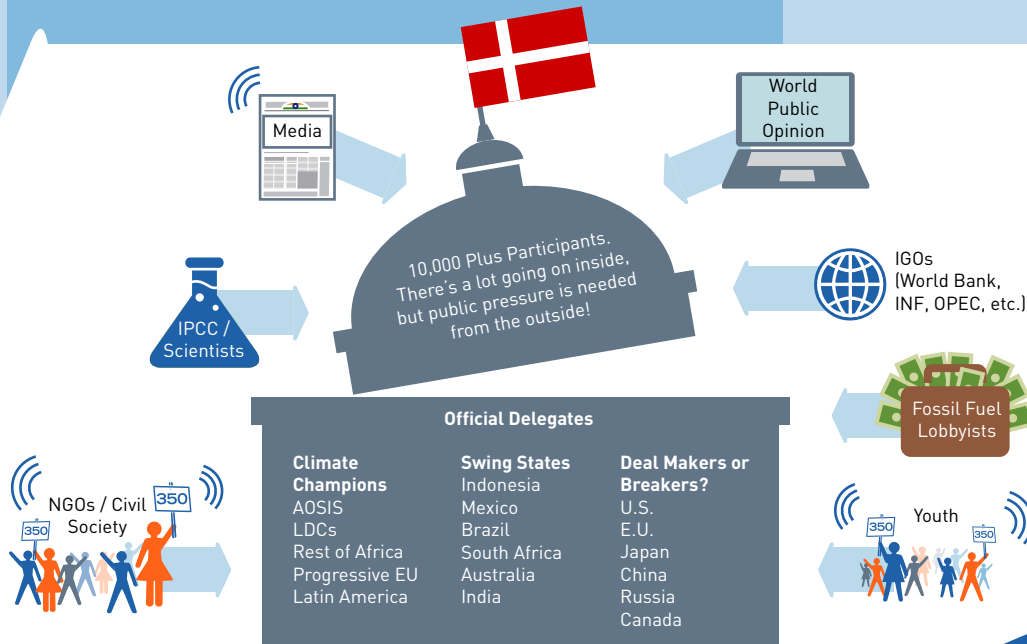 Media
World
Public
Opinion
10,000 Plus Participants.
There's a lot going on inside,
but public pressure is needed
from the outside!
IPCC /
Scientists
IGOs
(World Bank,
INF, OPEC, etc.)
Fossil Fuel
Lobbyists
NGOs / Civil
Society
350
350
Youth
350
350
Official Delegates
Climate
Champions
AOSIS
LDCs
Rest of Africa
Progressive EU
Latin America
Swing States
Indonesia
Mexico
Brazil
South Africa
Australia
India
Deal Makers or
Breakers?
U.S.
E.U.
Japan
China
Russia
Canada